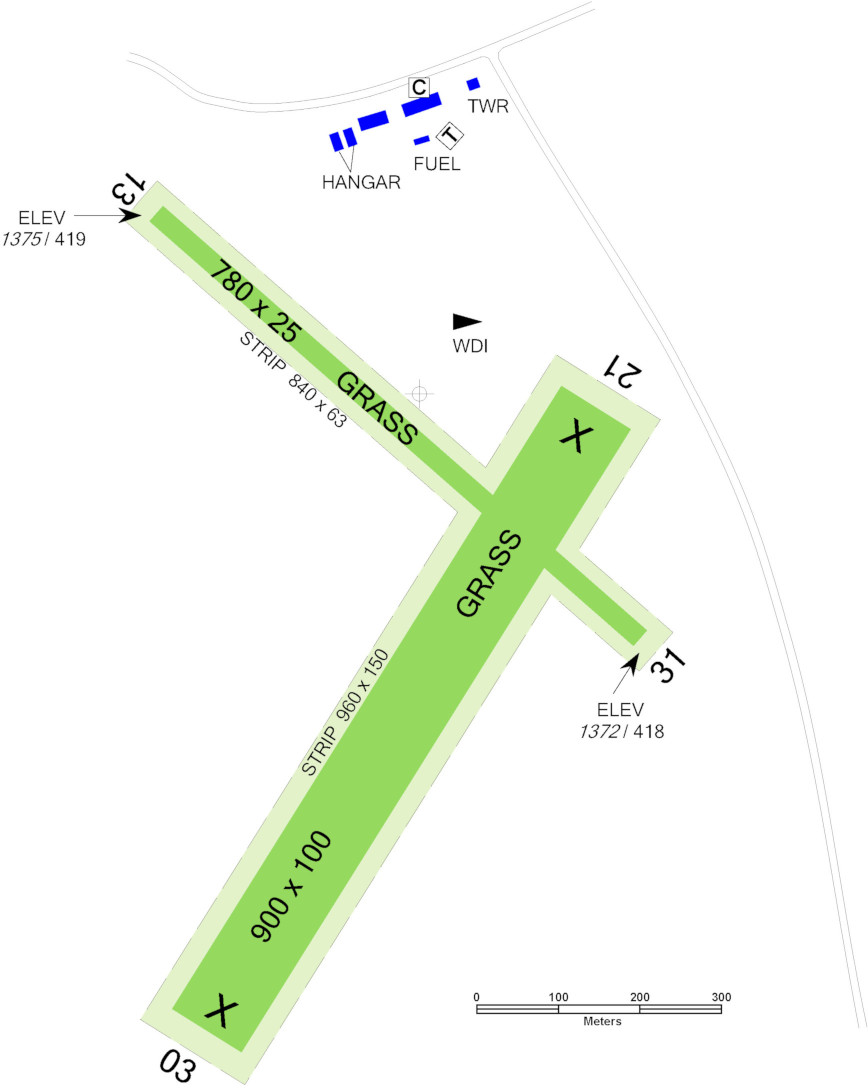 C
TWR
T
FUEL
HANGAR
13
ELEV
1375 / 419
780 x 25
STRIP 840 x 63
GRASS
WDI
21
X
GRASS
31
ELEV
1372 / 418
STRIP 960 x 150
900 x 100
X
03
0 100 200 300
Meters